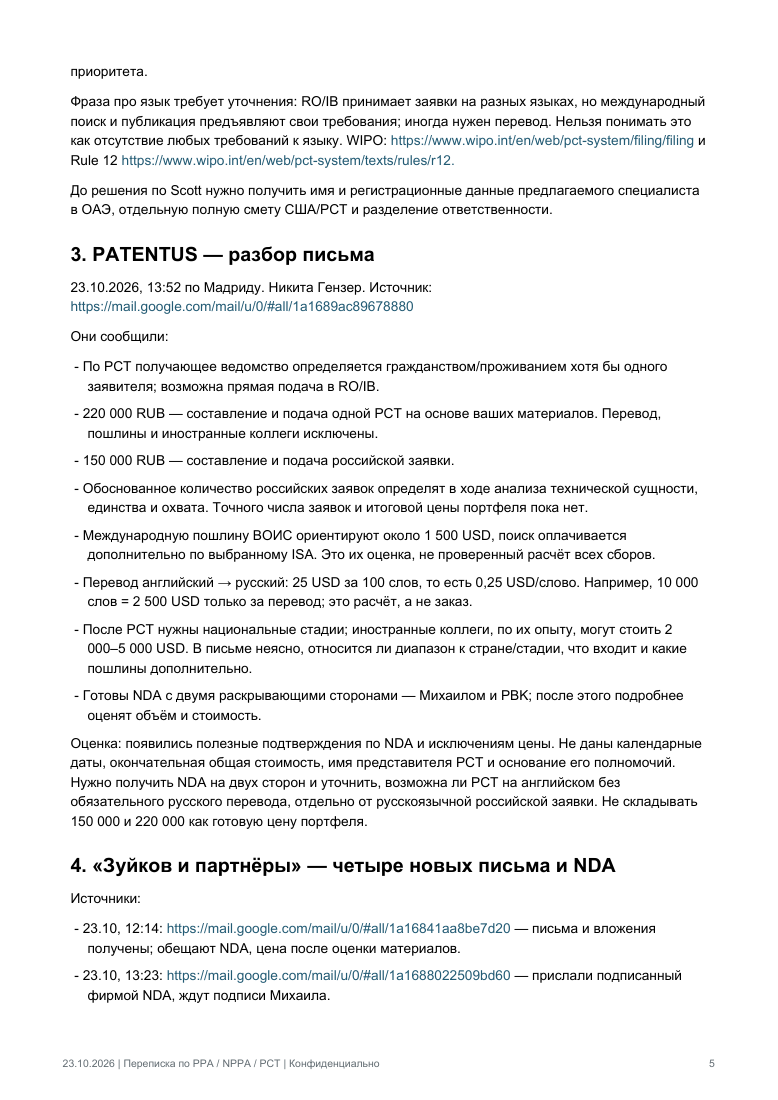 приоритета.
Фраза про язык требует уточнения: RO/IB принимает заявки на разных языках, но международный
поиск и публикация предъявляют свои требования; иногда нужен перевод. Нельзя понимать это
как отсутствие любых требований к языку. WIPO: https://www.wipo.int/en/web/pct-system/filing/filing и
Rule 12 https://www.wipo.int/en/web/pct-system/texts/rules/r12.
До решения по Scott нужно получить имя и регистрационные данные предлагаемого специалиста
в ОАЭ, отдельную полную смету США/PCT и разделение ответственности.
3. PATENTUS — разбор письма
23.10.2026, 13:52 по Мадриду. Никита Гензер. Источник:
https://mail.google.com/mail/u/0/#all/1a1689ac89678880
Они сообщили:
- По PCT получающее ведомство определяется гражданством/проживанием хотя бы одного
заявителя; возможна прямая подача в RO/IB.
- 220 000 RUB — составление и подача одной PCT на основе ваших материалов. Перевод,
пошлины и иностранные коллеги исключены.
- 150 000 RUB — составление и подача российской заявки.
- Обоснованное количество российских заявок определят в ходе анализа технической сущности,
единства и охвата. Точного числа заявок и итоговой цены портфеля пока нет.
- Международную пошлину ВОИС ориентируют около 1 500 USD, поиск оплачивается
дополнительно по выбранному ISA. Это их оценка, не проверенный расчёт всех сборов.
- Перевод английский → русский: 25 USD за 100 слов, то есть 0,25 USD/слово. Например, 10 000
слов = 2 500 USD только за перевод; это расчёт, а не заказ.
- После PCT нужны национальные стадии; иностранные коллеги, по их опыту, могут стоить 2
000–5 000 USD. В письме неясно, относится ли диапазон к стране/стадии, что входит и какие
пошлины дополнительно.
- Готовы NDA с двумя раскрывающими сторонами — Михаилом и PBK; после этого подробнее
оценят объём и стоимость.
Оценка: появились полезные подтверждения по NDA и исключениям цены. Не даны календарные
даты, окончательная общая стоимость, имя представителя PCT и основание его полномочий.
Нужно получить NDA на двух сторон и уточнить, возможна ли PCT на английском без
обязательного русского перевода, отдельно от русскоязычной российской заявки. Не складывать
150 000 и 220 000 как готовую цену портфеля.
4. «Зуйков и партнёры» — четыре новых письма и NDA
Источники:
- 23.10, 12:14: https://mail.google.com/mail/u/0/#all/1a16841aa8be7d20 — письма и вложения
получены; обещают NDA, цена после оценки материалов.
- 23.10, 13:23: https://mail.google.com/mail/u/0/#all/1a1688022509bd60 — прислали подписанный
фирмой NDA, ждут подписи Михаила.
23.10.2026 | Переписка по PPA / NPPA / PCT | Конфиденциально
5